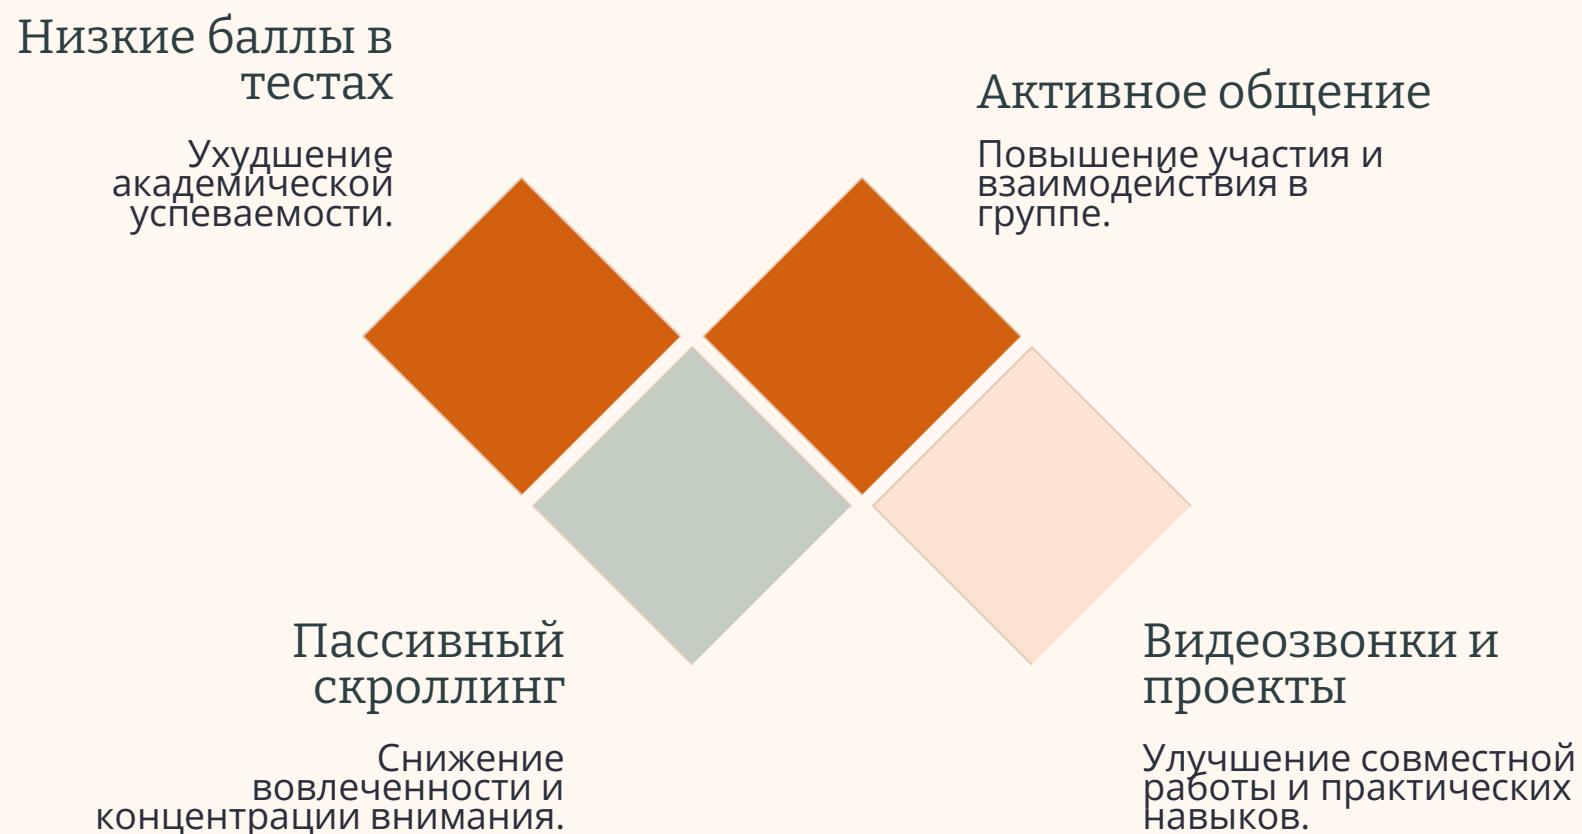 Низкие баллы в
тестах
Ухудшение
академической
успеваемости.
Активное общение
Повышение участия и
взаимодействия в
группе.
Пассивный
скроллинг
Снижение
вовлеченности и
концентрации внимания.
Видеозвонки и
проекты
Улучшение совместной
работы и практических
навыков.